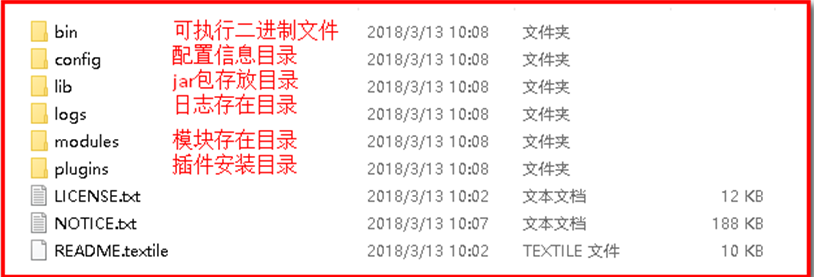 bin 可执行二进制文件 2018/3/13 10:08 文件夹
config 配置信息目录 2018/3/13 10:08 文件夹
lib jar包存放目录 2018/3/13 10:08 文件夹
logs 日志存在目录 2018/3/13 10:08 文件夹
modules 模块存在目录 2018/3/13 10:08 文件夹
plugins 插件安装目录 2018/3/13 10:08 文件夹
LICENSE.txt 2018/3/13 10:02 文本文档 12 KB
NOTICE.txt 2018/3/13 10:07 文本文档 188 KB
README.textile 2018/3/13 10:02 TEXTILE 文件 10 KB